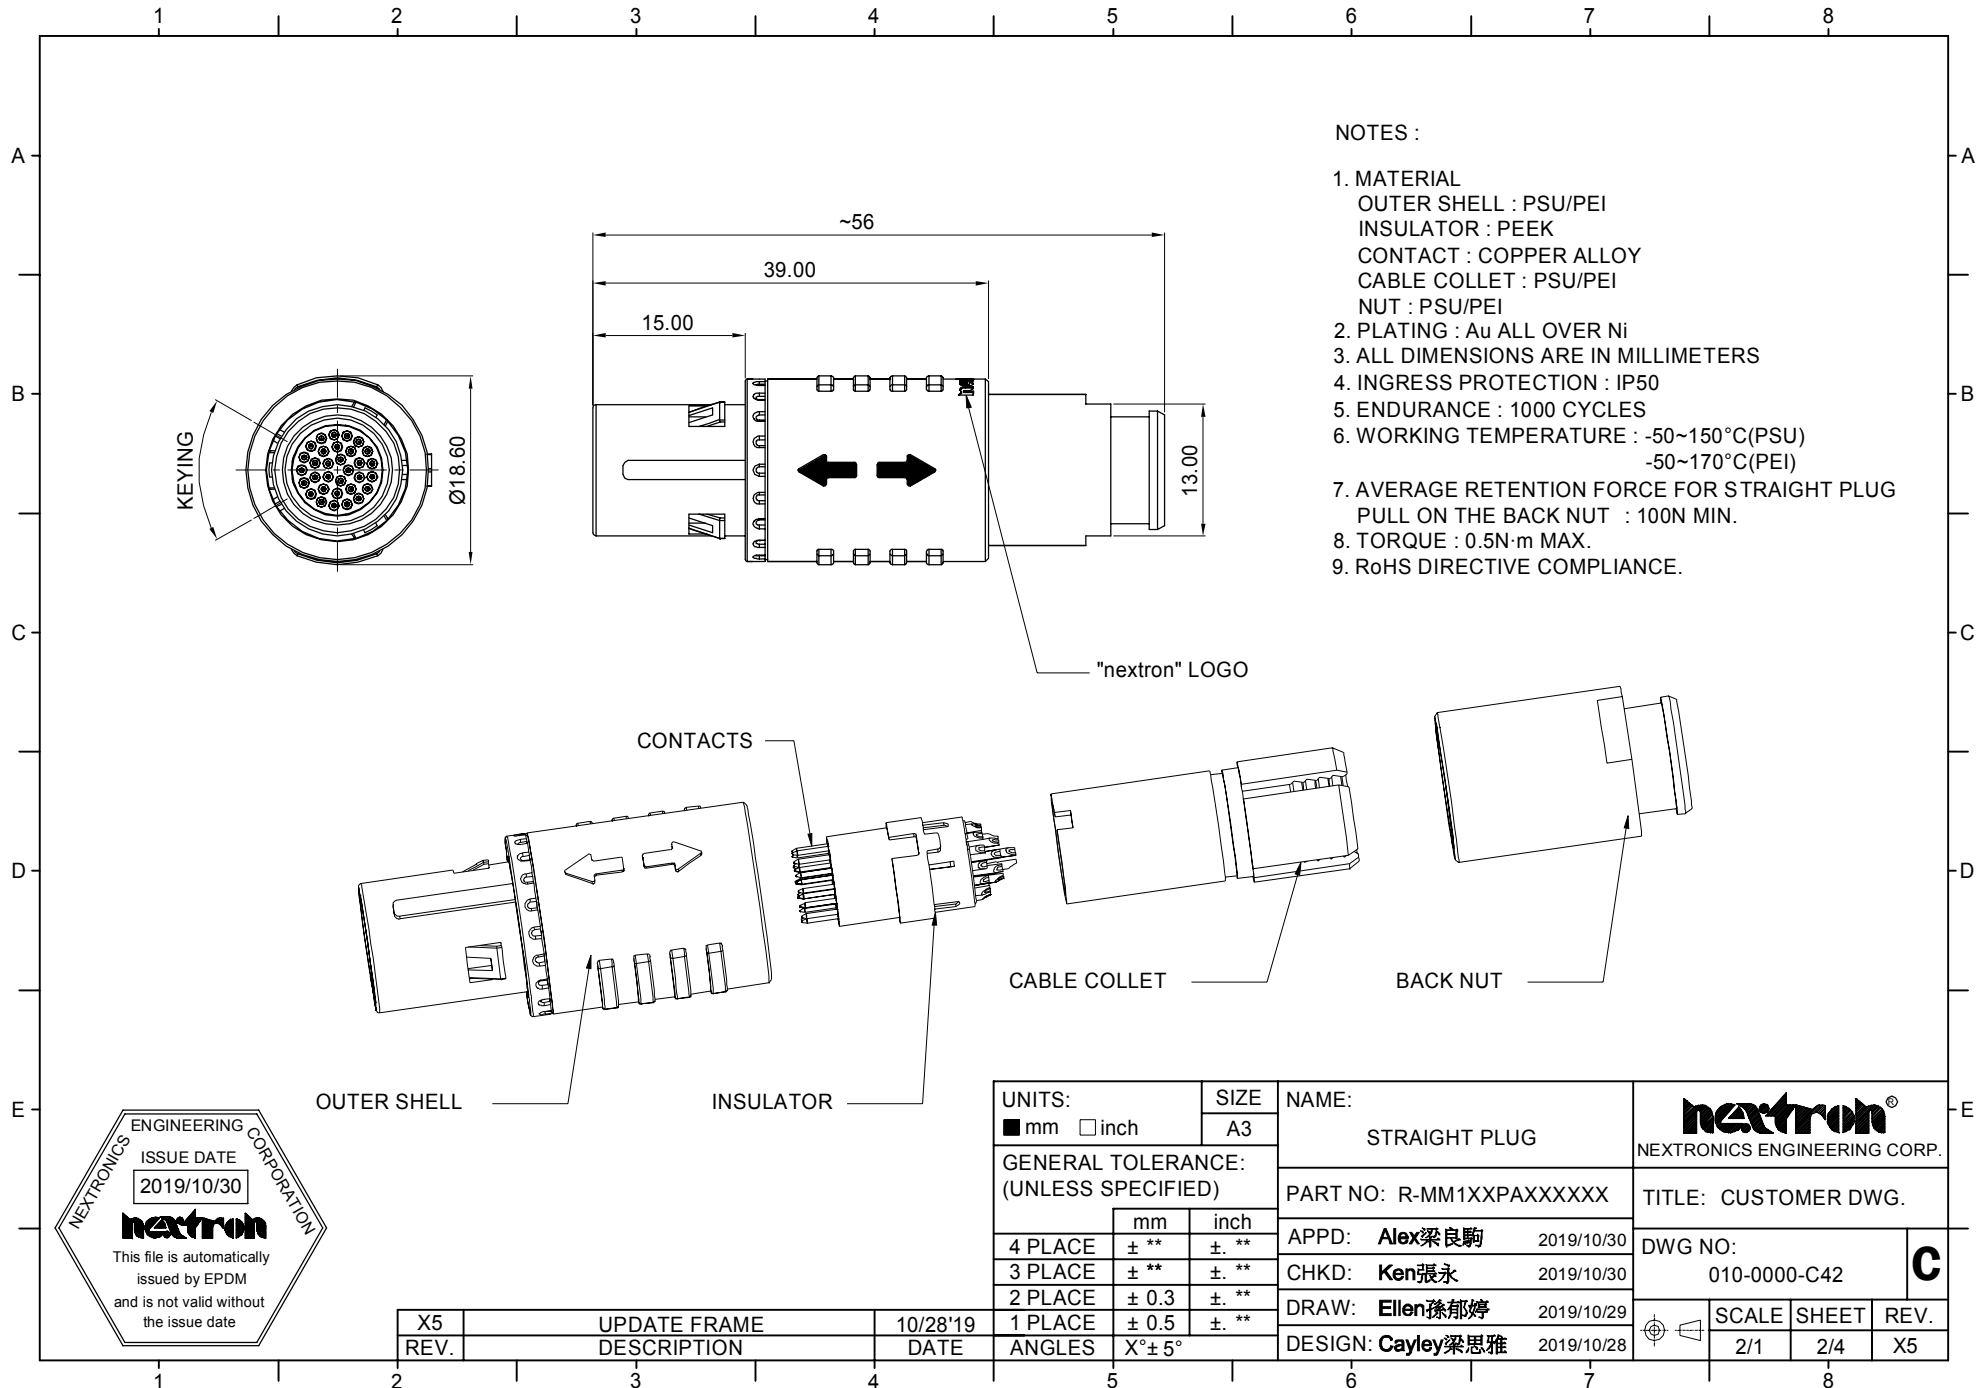 1 2 3 4 5 6 7 8
A
B
C
D
E
A
B
C
D
E
~56
39.00
15.00
KEYING
Ø18.60
13.00
"nextron" LOGO
NOTES :
1. MATERIAL
OUTER SHELL : PSU/PEI
INSULATOR : PEEK
CONTACT : COPPER ALLOY
CABLE COLLET : PSU/PEI
NUT : PSU/PEI
2. PLATING : Au ALL OVER Ni
3. ALL DIMENSIONS ARE IN MILLIMETERS
4. INGRESS PROTECTION : IP50
5. ENDURANCE : 1000 CYCLES
6. WORKING TEMPERATURE : -50~150°C(PSU)
-50~170°C(PEI)
7. AVERAGE RETENTION FORCE FOR STRAIGHT PLUG
PULL ON THE BACK NUT : 100N MIN.
8. TORQUE : 0.5N·m MAX.
9. RoHS DIRECTIVE COMPLIANCE.
CONTACTS
CABLE COLLET
BACK NUT
OUTER SHELL
INSULATOR
NEXTRONICS ENGINEERING CORPORATION
ISSUE DATE
2019/10/30
nextron
This file is automatically
issued by EPDM
and is not valid without
the issue date
X5 UPDATE FRAME 10/28'19
REV. DESCRIPTION DATE
UNITS:
■ mm □ inch
SIZE
A3
GENERAL TOLERANCE:
(UNLESS SPECIFIED)
mm inch
4 PLACE ± ** ±. **
3 PLACE ± ** ±. **
2 PLACE ± 0.3 ±. **
1 PLACE ± 0.5 ±. **
ANGLES X°± 5°
NAME:
STRAIGHT PLUG
PART NO: R-MM1XXPAXXXXXX
APPD: Alex梁良駒 2019/10/30
CHKD: Ken張永 2019/10/30
DRAW: Ellen孫郁婷 2019/10/29
DESIGN: Cayley梁思雅 2019/10/28
nextron®
NEXTRONICS ENGINEERING CORP.
TITLE: CUSTOMER DWG.
DWG NO:
010-0000-C42
C
SCALE SHEET REV.
2/1 2/4 X5
1 2 3 4 5 6 7 8